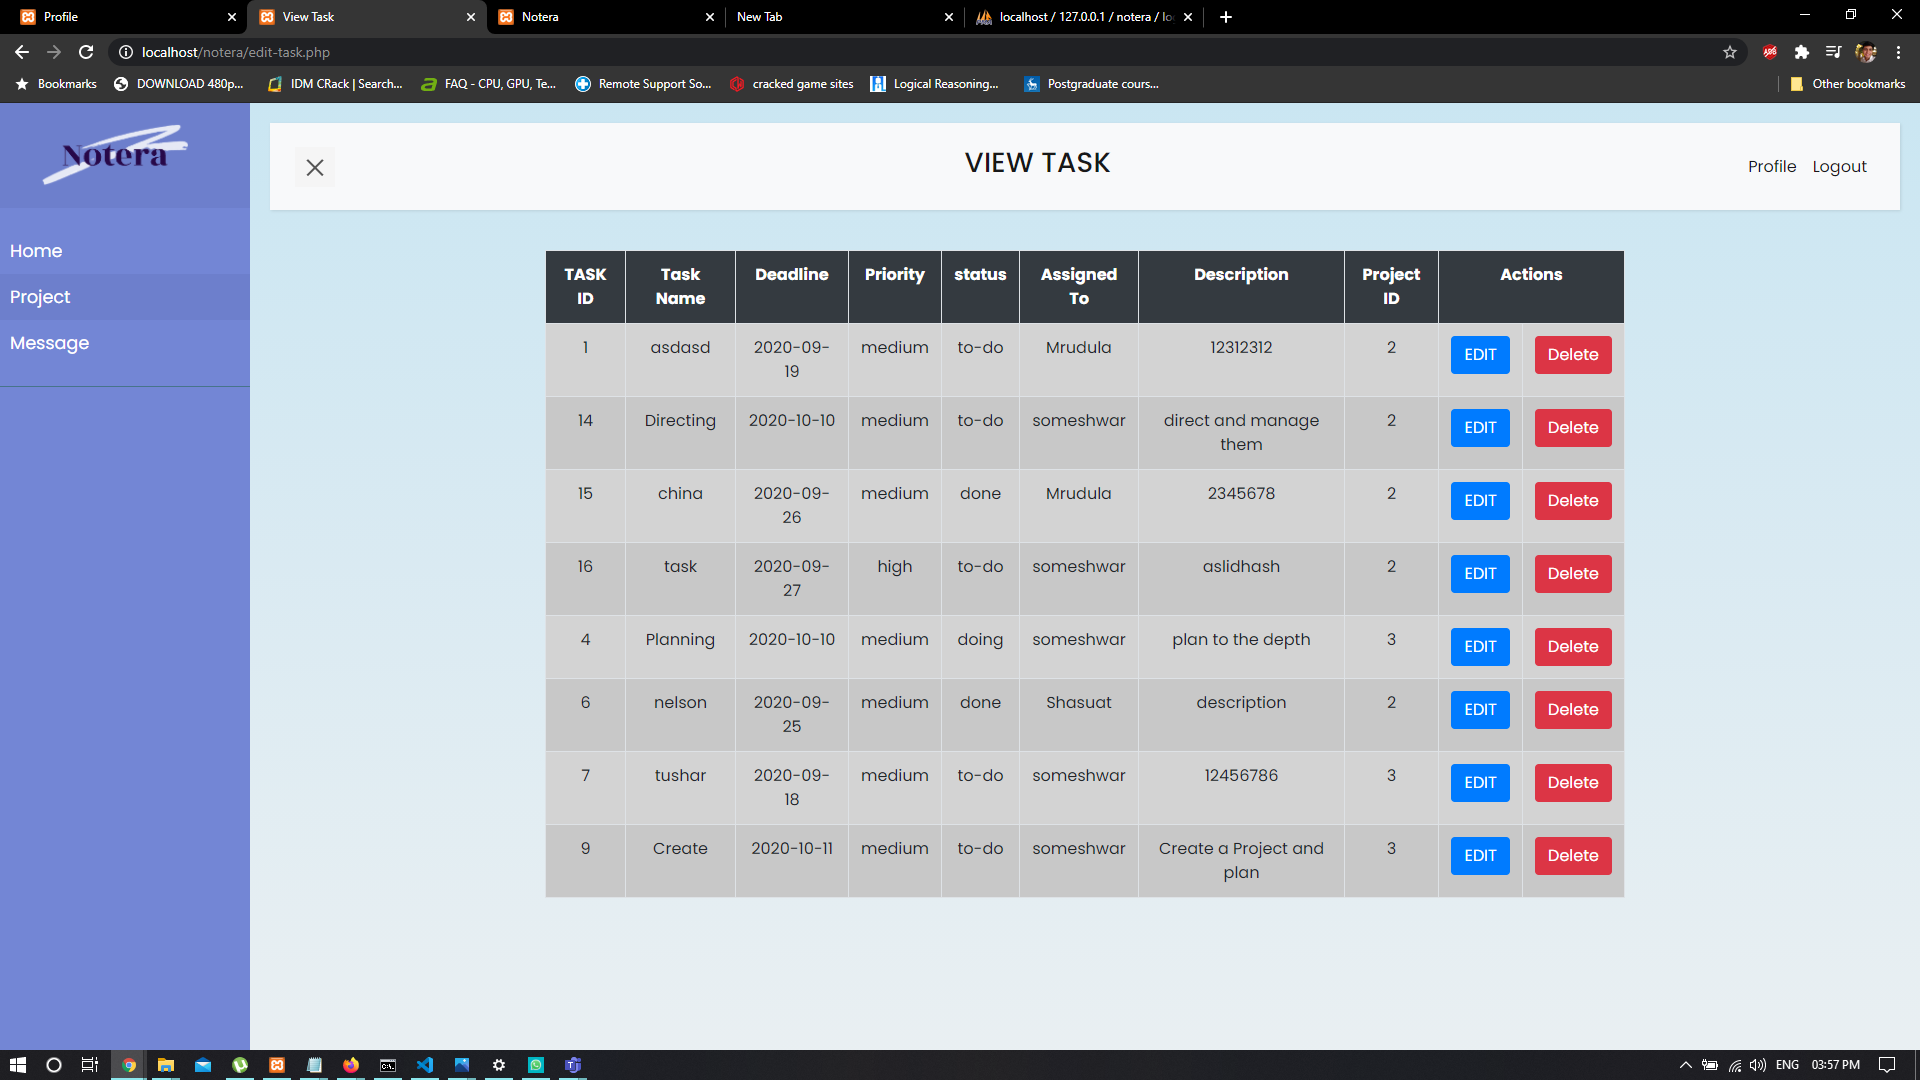 Profile
View Task
Notera
New Tab
localhost / 127.0.0.1 / notera / lo
localhost/notera/edit-task.php
Bookmarks
DOWNLOAD 480p...
IDM CRack | Search...
FAQ - CPU, GPU, Te...
Remote Support So...
cracked game sites
Logical Reasoning...
Postgraduate cours...
Other bookmarks
Notera
VIEW TASK
Profile
Logout
Home
Project
Message
TASK ID Task Name Deadline Priority status Assigned To Description Project ID Actions
1 asdasd 2020-09-19 medium to-do Mrudula 12312312 2 EDIT Delete
14 Directing 2020-10-10 medium to-do someshwar direct and manage them 2 EDIT Delete
15 china 2020-09-26 medium done Mrudula 2345678 2 EDIT Delete
16 task 2020-09-27 high to-do someshwar aslidhash 2 EDIT Delete
4 Planning 2020-10-10 medium doing someshwar plan to the depth 3 EDIT Delete
6 nelson 2020-09-25 medium done Shasuat description 2 EDIT Delete
7 tushar 2020-09-18 medium to-do someshwar 12456786 3 EDIT Delete
9 Create 2020-10-11 medium to-do someshwar Create a Project and plan 3 EDIT Delete
ENG
03:57 PM